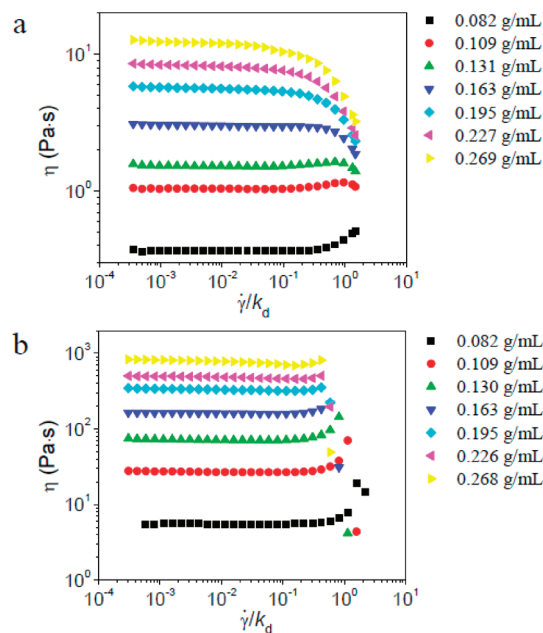 a
η (Pa·s)
10¹
10⁰
10⁻⁴ 10⁻³ 10⁻² 10⁻¹ 10⁰ 10¹
γ̇/k_d
0.082 g/mL
0.109 g/mL
0.131 g/mL
0.163 g/mL
0.195 g/mL
0.227 g/mL
0.269 g/mL
b
η (Pa·s)
10³
10²
10¹
10⁰
10⁻⁴ 10⁻³ 10⁻² 10⁻¹ 10⁰ 10¹
γ̇/k_d
0.082 g/mL
0.109 g/mL
0.130 g/mL
0.163 g/mL
0.195 g/mL
0.226 g/mL
0.268 g/mL